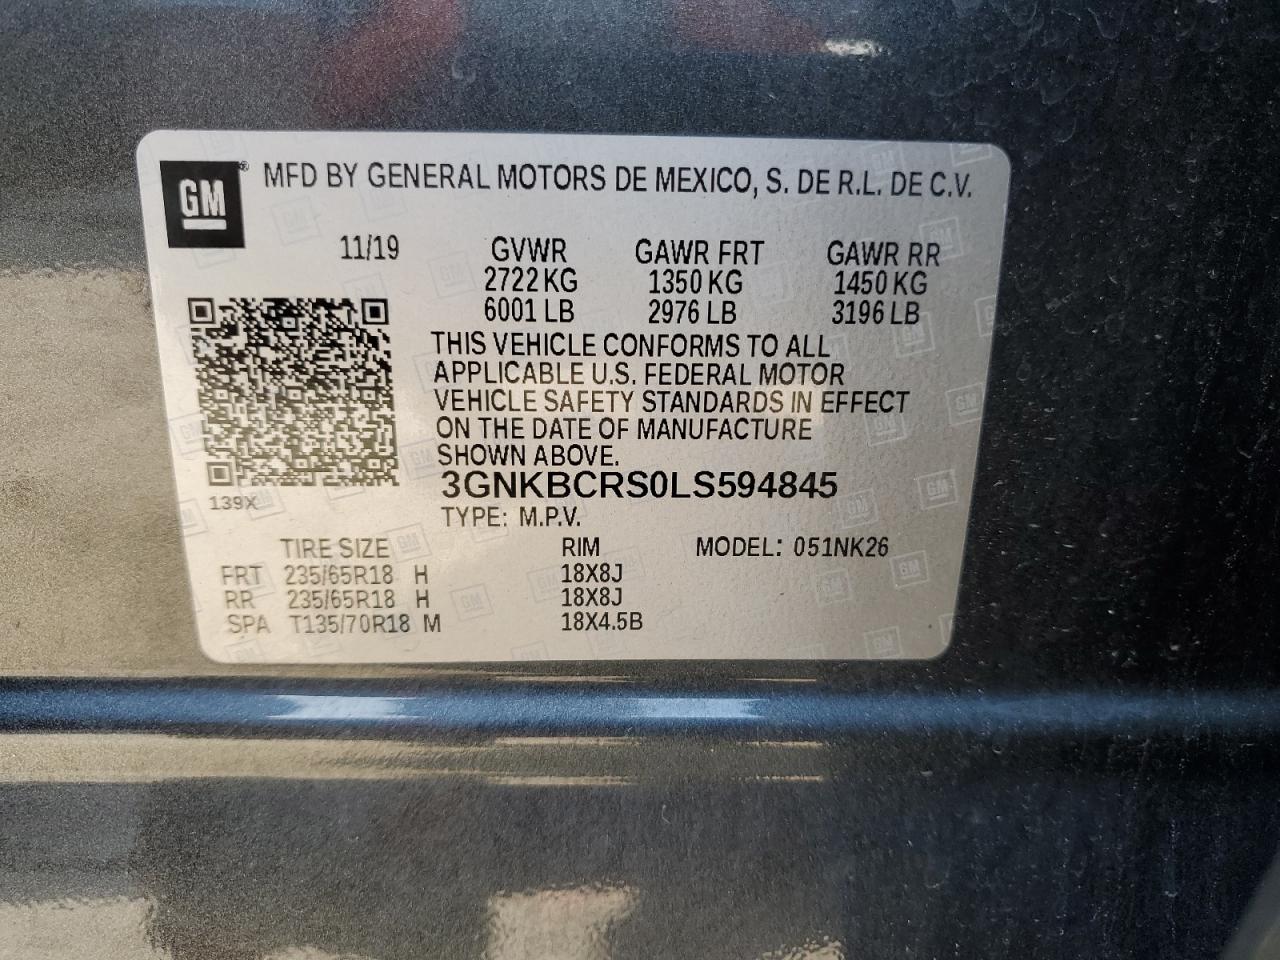 GM® MFD BY GENERAL MOTORS DE MEXICO, S. DE R.L. DE C.V.
11/19 GVWR GAWR FRT GAWR RR
2722 KG 1350 KG 1450 KG
6001 LB 2976 LB 3196 LB
THIS VEHICLE CONFORMS TO ALL
APPLICABLE U.S. FEDERAL MOTOR
VEHICLE SAFETY STANDARDS IN EFFECT
ON THE DATE OF MANUFACTURE
SHOWN ABOVE.
3GNKBCRS0LS594845
139X
TYPE: M.P.V.
TIRE SIZE RIM MODEL: 051NK26
FRT 235/65R18 H 18X8J
RR 235/65R18 H 18X8J
SPA T135/70R18 M 18X4.5B